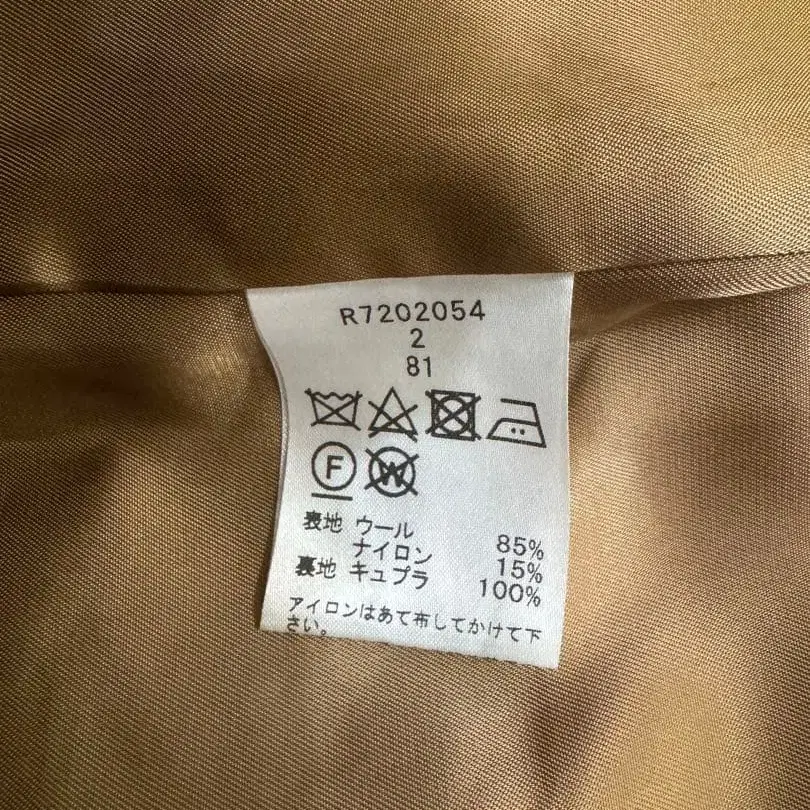 R7202054
2
81
F W
表地 ウール 85%
ナイロン 15%
裏地 キュプラ 100%
アイロンはあて布してかけて下
さい。